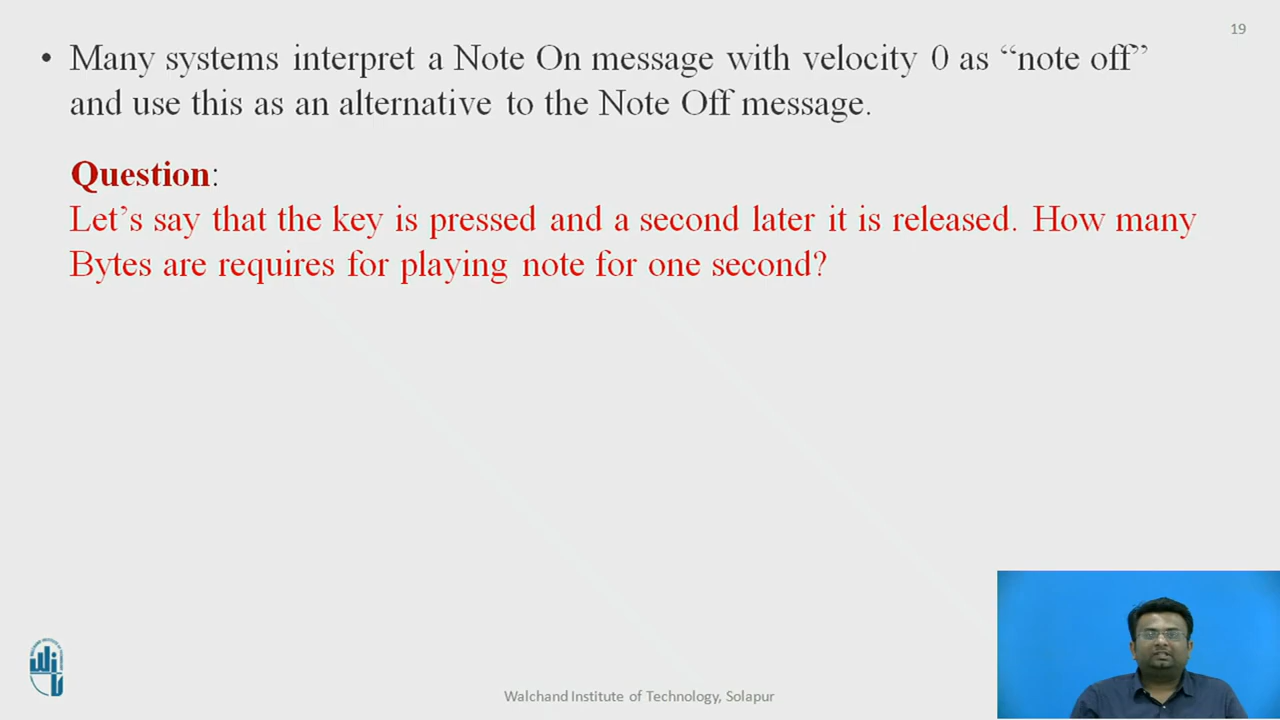 19
• Many systems interpret a Note On message with velocity 0 as “note off”
and use this as an alternative to the Note Off message.
Question:
Let’s say that the key is pressed and a second later it is released. How many
Bytes are requires for playing note for one second?
Walchand Institute of Technology, Solapur